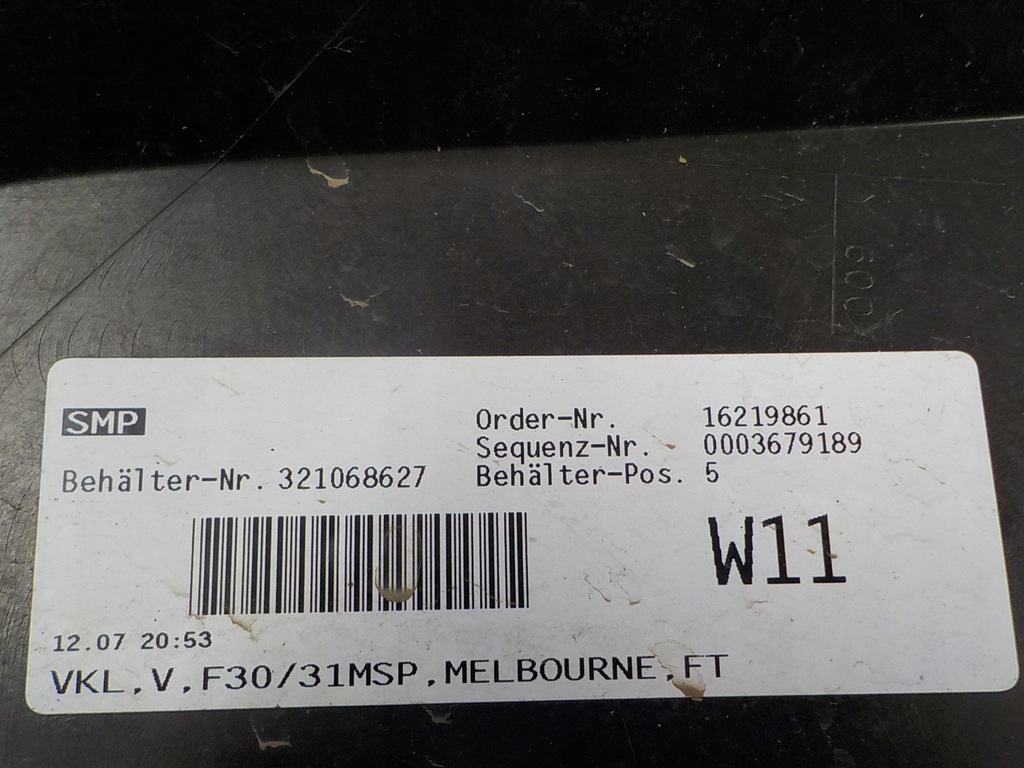 SMP
Order-Nr. 16219861
Sequenz-Nr. 0003679189
Behälter-Nr. 321068627
Behälter-Pos. 5
W11
12.07 20:53
VKL,V,F30/31MSP,MELBOURNE,FT